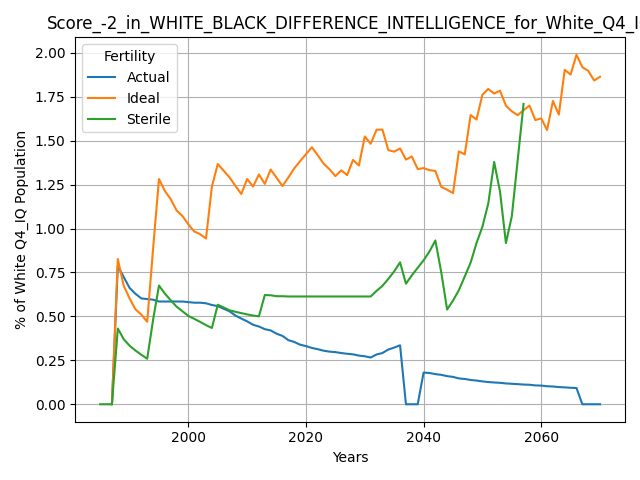 Score_-2_in_WHITE_BLACK_DIFFERENCE_INTELLIGENCE_for_White_Q4_I
Fertility
Actual
Ideal
Sterile
% of White Q4_IQ Population
2.00
1.75
1.50
1.25
1.00
0.75
0.50
0.25
0.00
2000 2020 2040 2060
Years